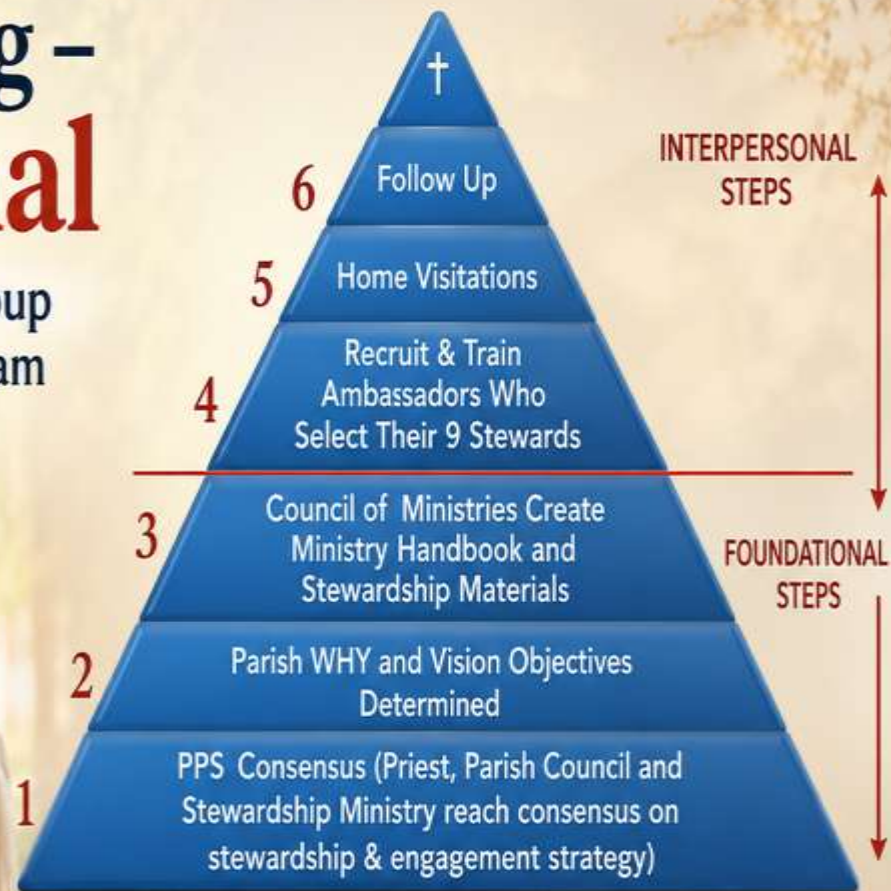 g –
al
oup
am
INTERPERSONAL
STEPS
6
Follow Up
5
Home Visitations
4
Recruit & Train
Ambassadors Who
Select Their 9 Stewards
3
Council of Ministries Create
Ministry Handbook and
Stewardship Materials
FOUNDATIONAL
STEPS
2
Parish WHY and Vision Objectives
Determined
1
PPS Consensus (Priest, Parish Council and
Stewardship Ministry reach consensus on
stewardship & engagement strategy)